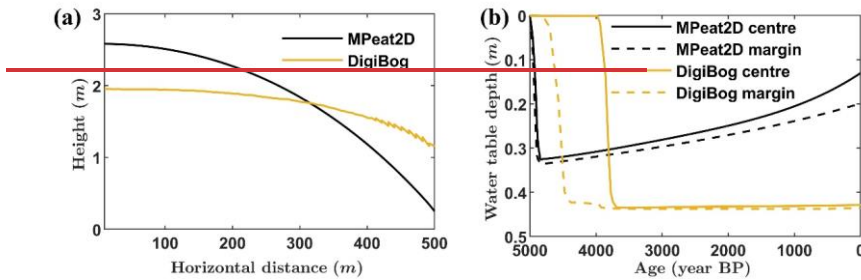 (a)
3
2
1
0
Height (m)
100 200 300 400 500
Horizontal distance (m)
MPeat2D
DigiBog
(b)
0
0.1
0.2
0.3
0.4
0.5
Water table depth (m)
5000 4000 3000 2000 1000 0
Age (year BP)
MPeat2D centre
MPeat2D margin
DigiBog centre
DigiBog margin